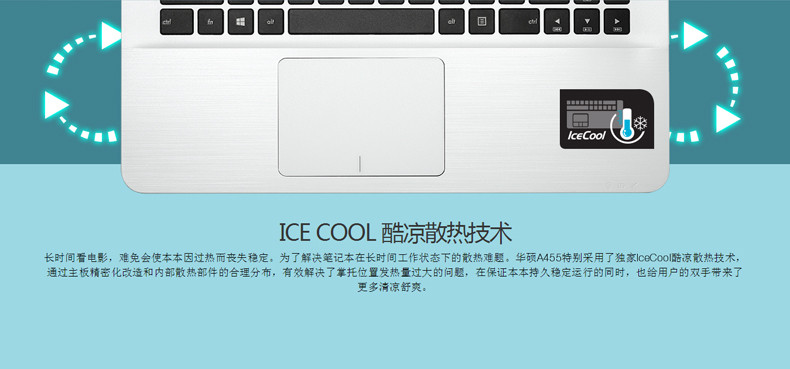 ctrl fn alt alt ctrl
IceCool
ICE COOL 酷凉散热技术
长时间看电影，难免会使本本因过热而丧失稳定。为了解决笔记本在长时间工作状态下的散热难题。华硕A455特别采用了独家IceCool酷凉散热技术，
通过主板精密化改造和内部散热部件的合理分布，有效解决了掌托位置发热量过大的问题，在保证本本持久稳定运行的同时，也给用户的双手带来了
更多清凉舒爽。